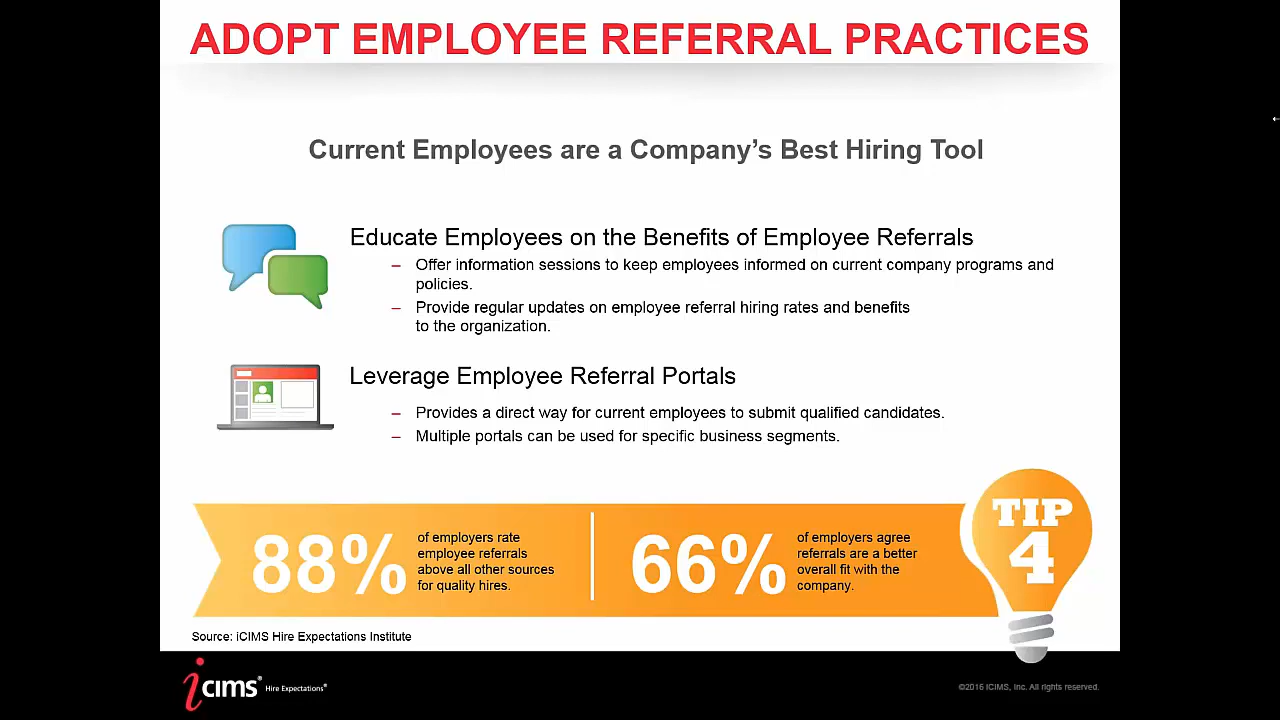 ADOPT EMPLOYEE REFERRAL PRACTICES
Current Employees are a Company’s Best Hiring Tool
Educate Employees on the Benefits of Employee Referrals
– Offer information sessions to keep employees informed on current company programs and
policies.
– Provide regular updates on employee referral hiring rates and benefits
to the organization.
Leverage Employee Referral Portals
– Provides a direct way for current employees to submit qualified candidates.
– Multiple portals can be used for specific business segments.
88%
of employers rate
employee referrals
above all other sources
for quality hires.
66%
of employers agree
referrals are a better
overall fit with the
company.
TIP
4
Source: iCIMS Hire Expectations Institute
icims® Hire Expectations®
©2016 iCIMS, Inc. All rights reserved.